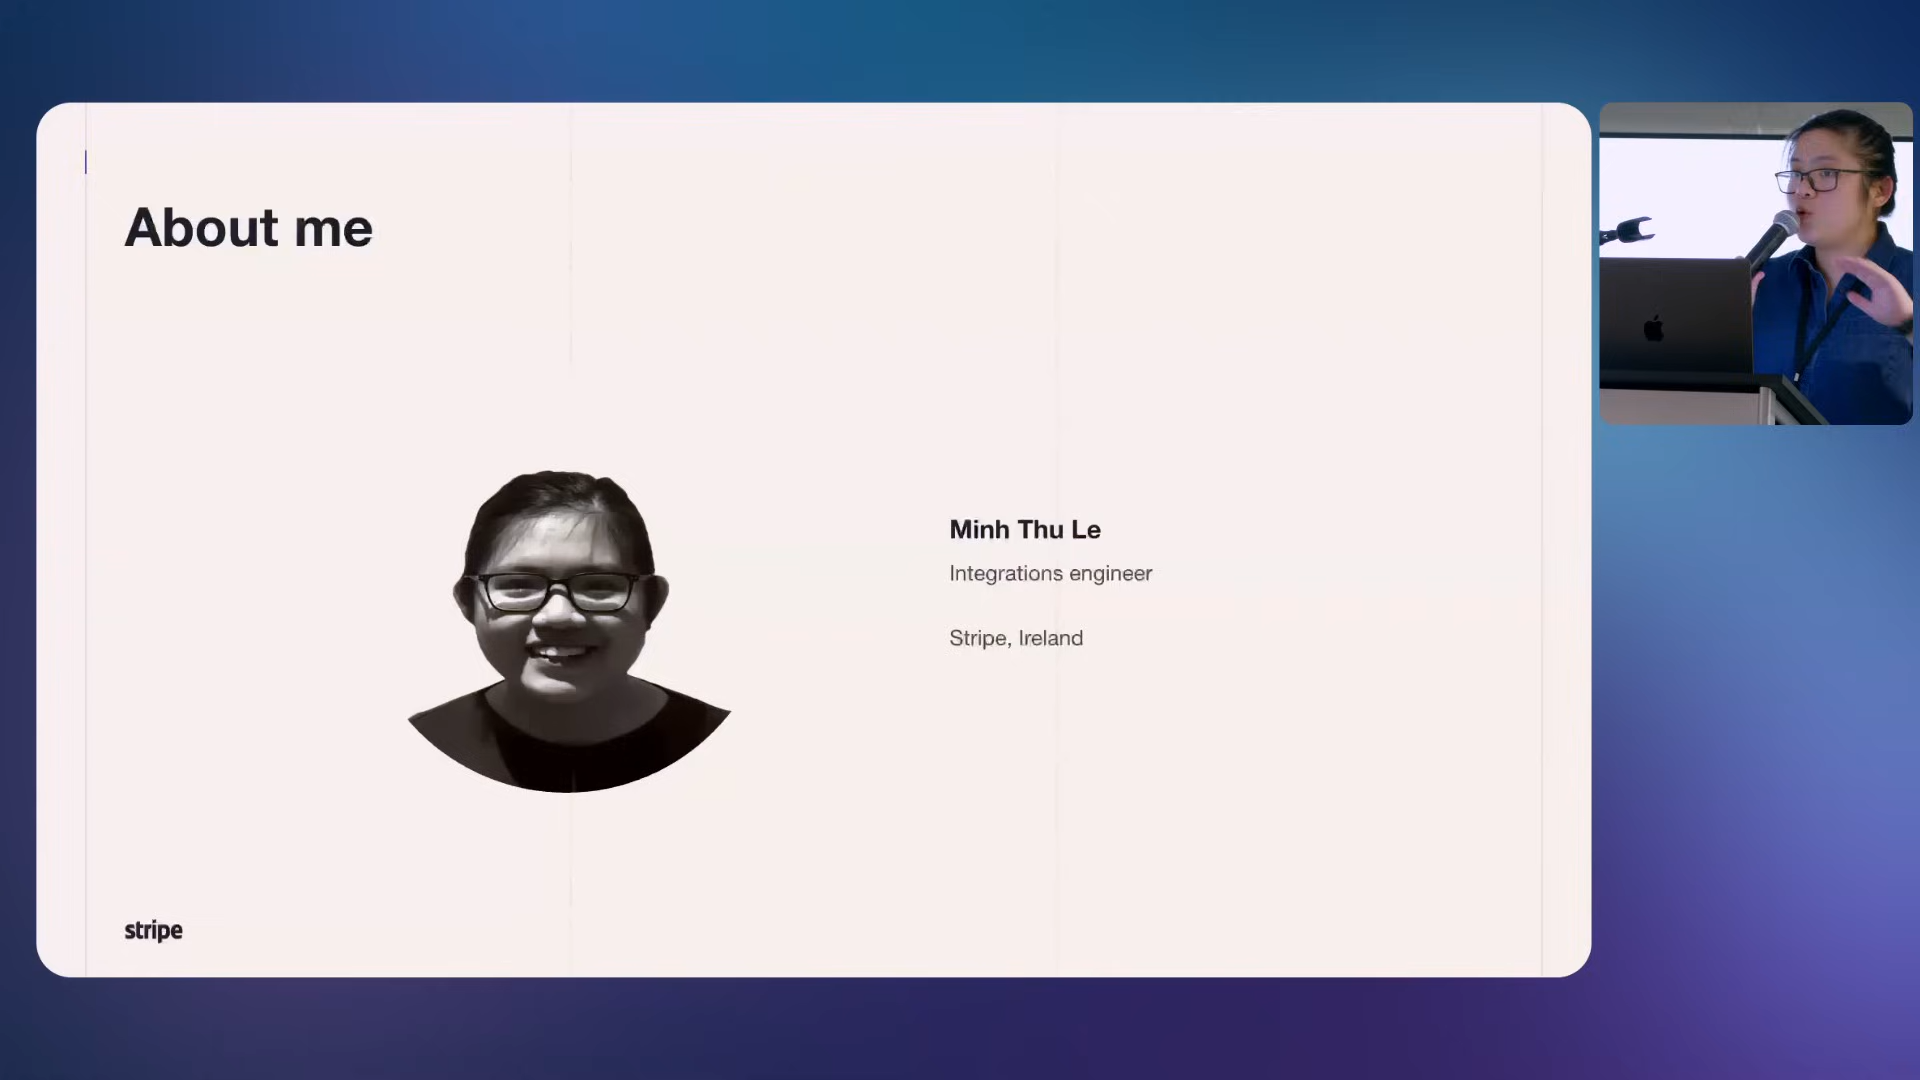 About me
Minh Thu Le
Integrations engineer
Stripe, Ireland
stripe